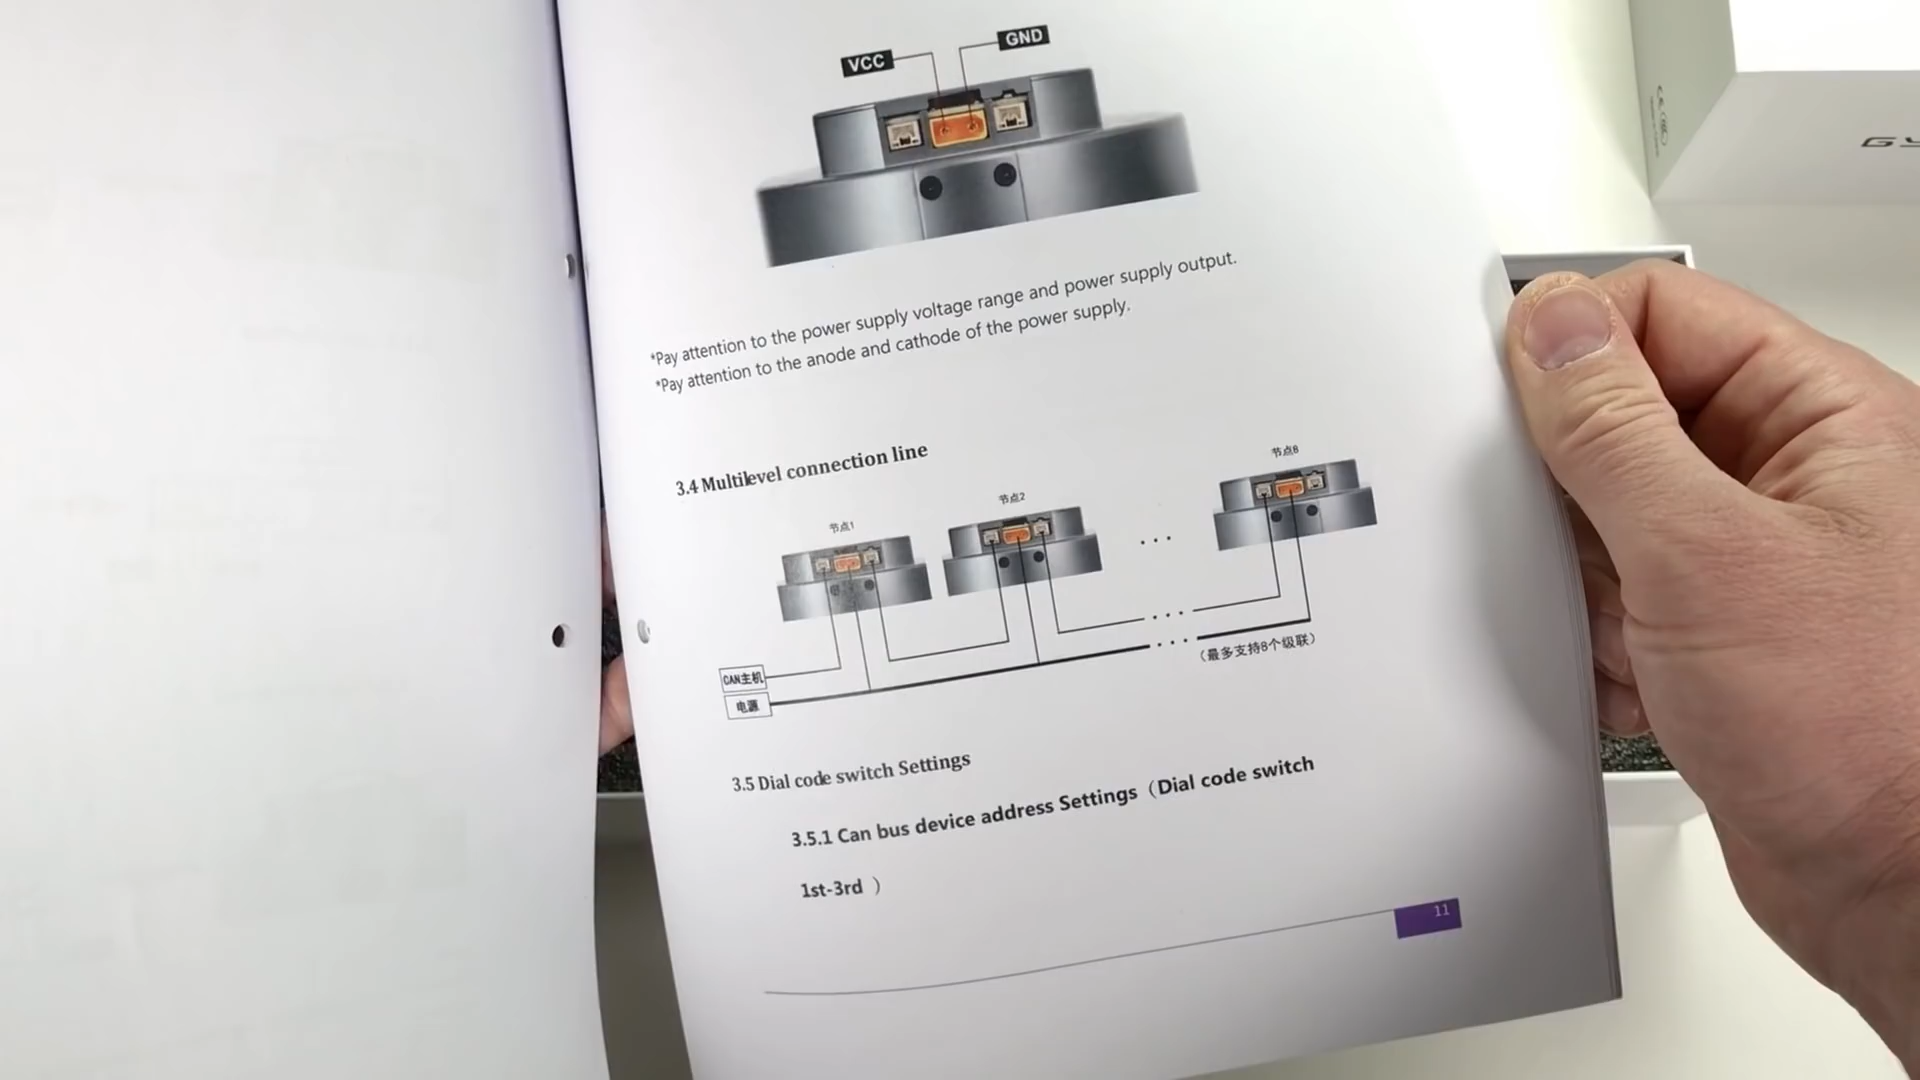 VCC
GND
*Pay attention to the power supply voltage range and power supply output.
*Pay attention to the anode and cathode of the power supply.
3.4 Multilevel connection line
节点1
节点2
节点8
CAN主机
电源
（最多支持8个级联）
3.5 Dial code switch Settings
3.5.1 Can bus device address Settings（Dial code switch
1st-3rd ）
11